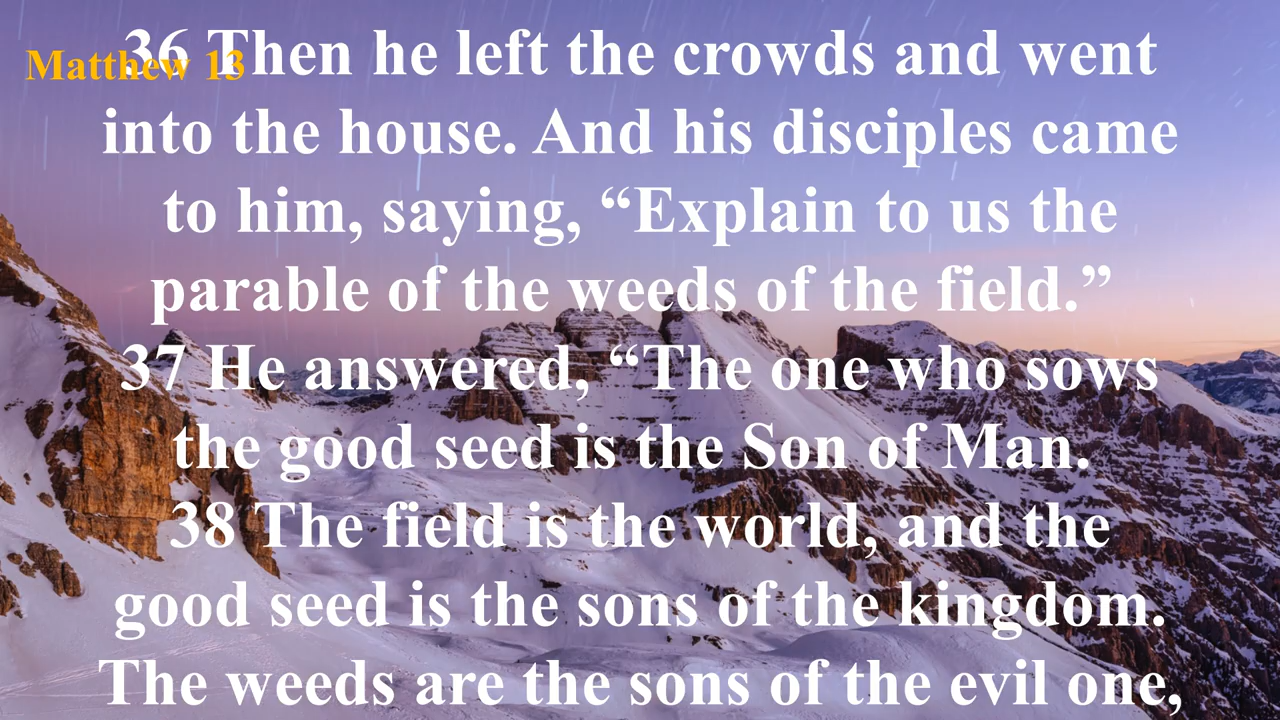 Matthew 13
36 Then he left the crowds and went
into the house. And his disciples came
to him, saying, “Explain to us the
parable of the weeds of the field.”
37 He answered, “The one who sows
the good seed is the Son of Man.
38 The field is the world, and the
good seed is the sons of the kingdom.
The weeds are the sons of the evil one,